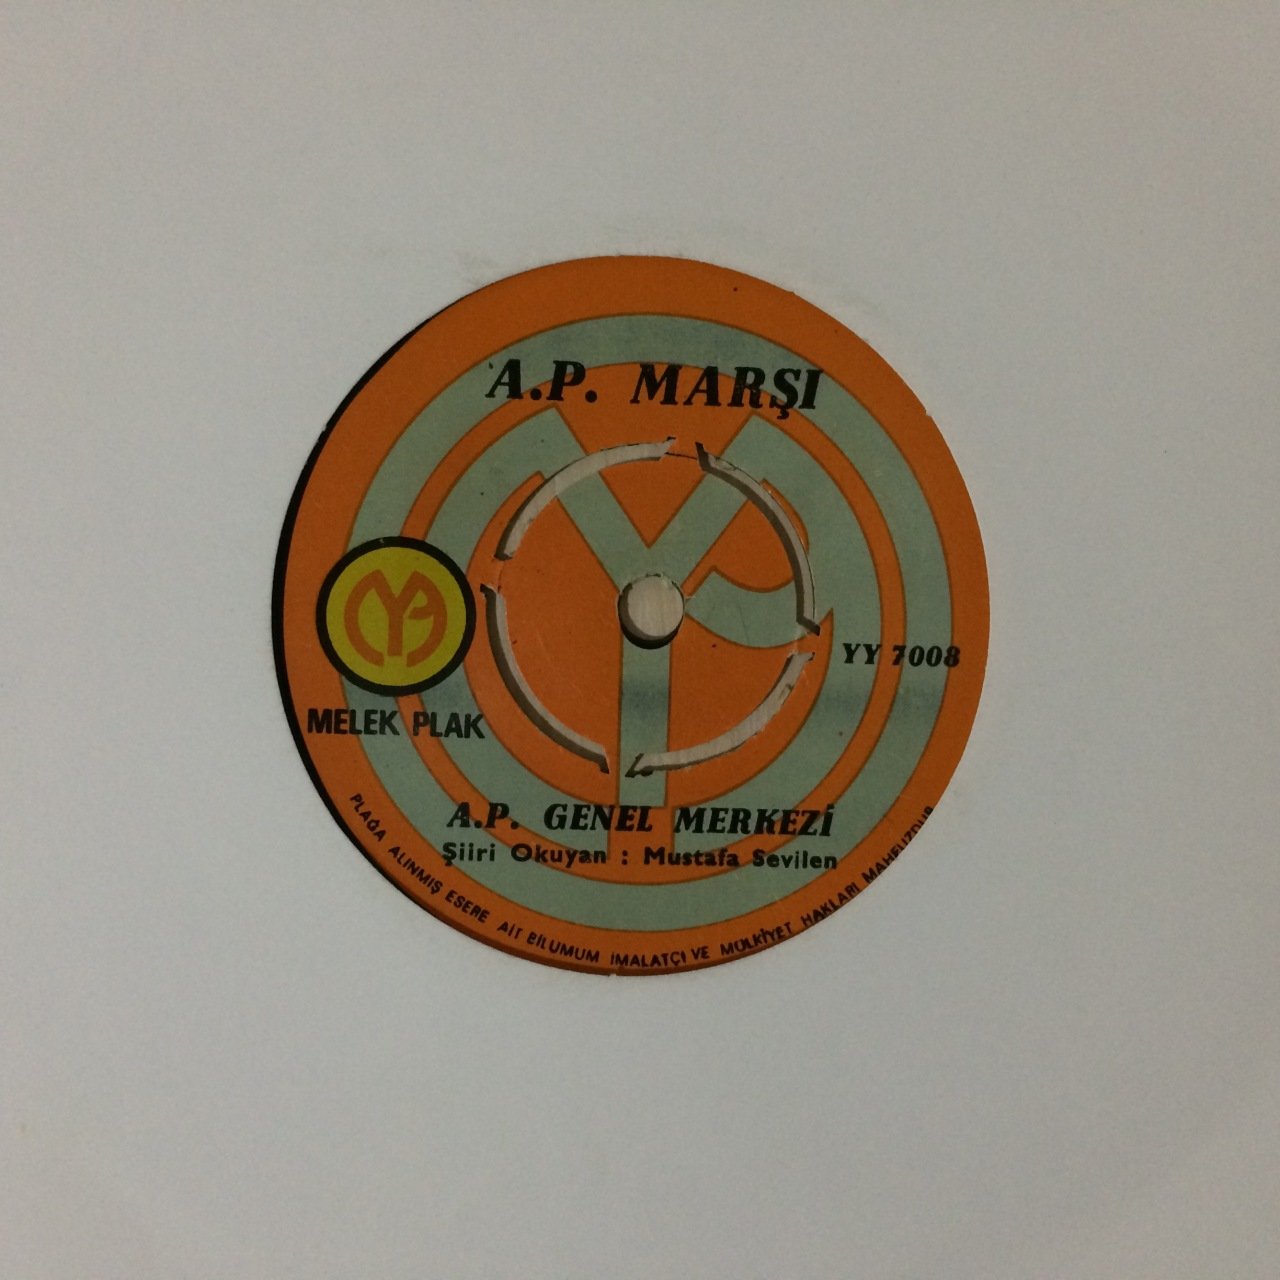 A.P. MARŞI
YY 7008
MELEK PLAK
A.P. GENEL MERKEZİ
Şiiri Okuyan : Mustafa Sevilen
PLAĞA ALINMIŞ ESERE AİT BİLUMUM İMALATÇI VE MÜLKİYET HAKLARI MAHFUZDUR